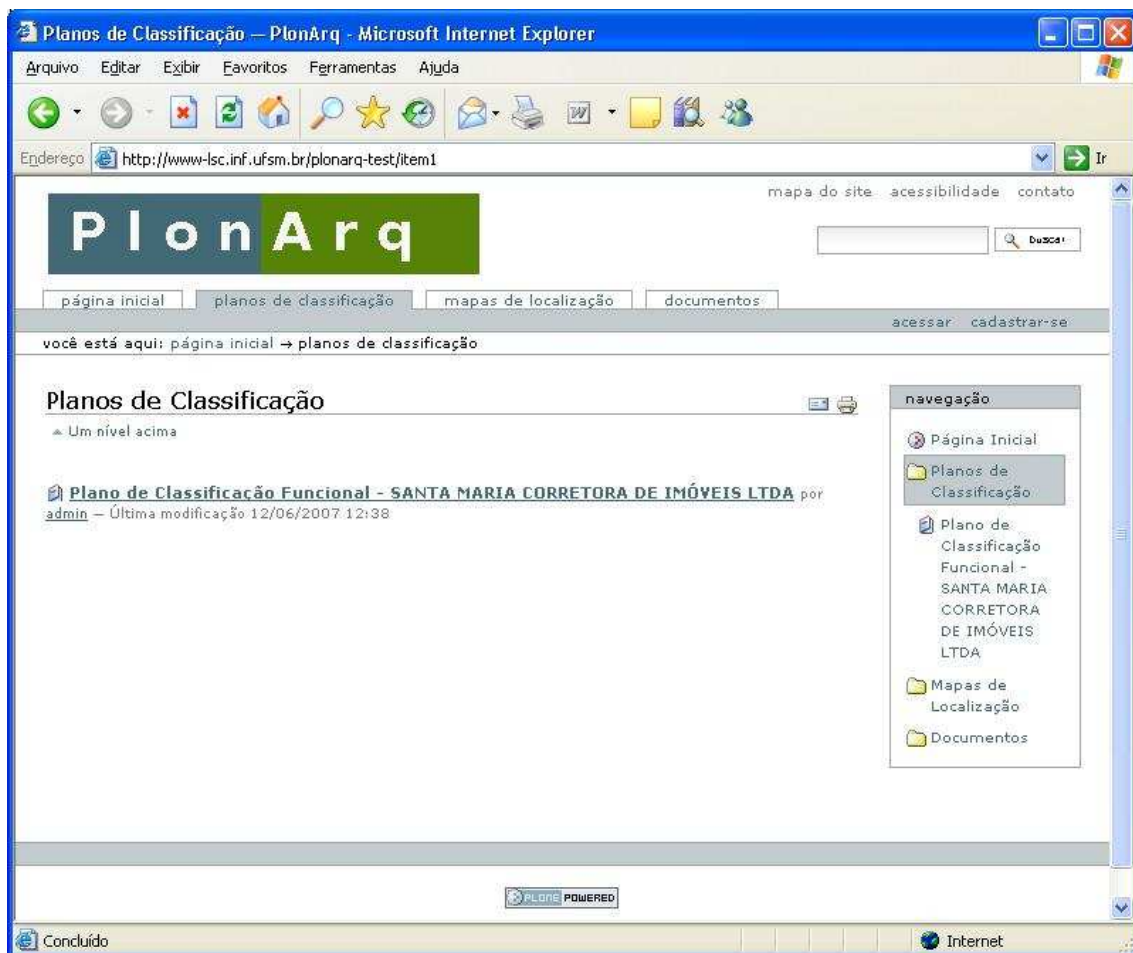 Planos de Classificação — PlonArq - Microsoft Internet Explorer
Arquivo Editar Exibir Favoritos Ferramentas Ajuda
Endereço http://www-lsc.inf.ufsm.br/plonarq-test/item1 Ir
mapa do site acessibilidade contato
PlonArq
buscar
página inicial planos de classificação mapas de localização documentos
acessar cadastrar-se
você está aqui: página inicial → planos de classificação
Planos de Classificação
Um nível acima
Plano de Classificação Funcional - SANTA MARIA CORRETORA DE IMÓVEIS LTDA por
admin — Última modificação 12/06/2007 12:38
navegação
Página Inicial
Planos de
Classificação
Plano de
Classificação
Funcional -
SANTA MARIA
CORRETORA
DE IMÓVEIS
LTDA
Mapas de
Localização
Documentos
PLONE POWERED
Concluído Internet